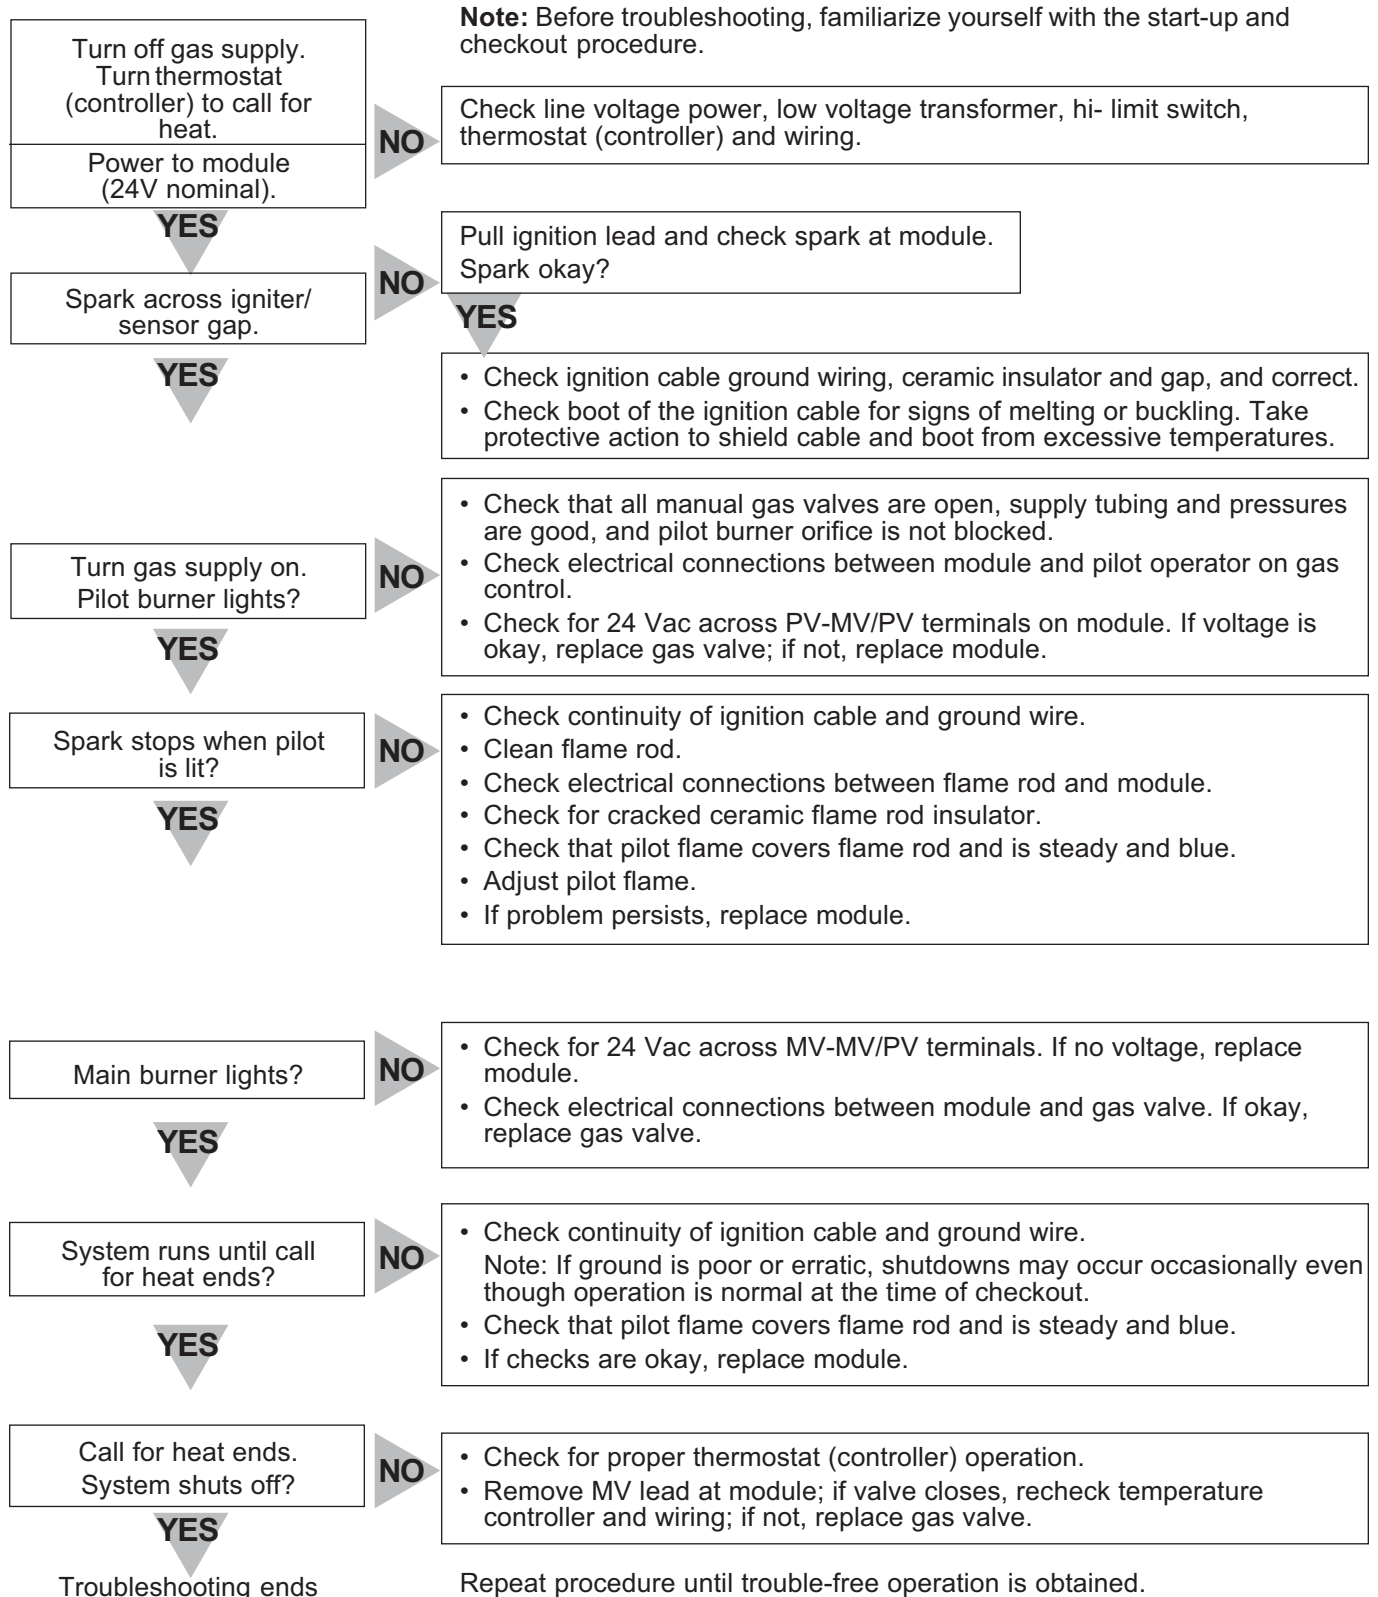 Note: Before troubleshooting, familiarize yourself with the start-up and
checkout procedure.
Turn off gas supply.
Turn thermostat
(controller) to call for
heat.
Power to module
(24V nominal).
NO
Check line voltage power, low voltage transformer, hi- limit switch,
thermostat (controller) and wiring.
YES
Spark across igniter/
sensor gap.
NO
Pull ignition lead and check spark at module.
Spark okay?
YES
• Check ignition cable ground wiring, ceramic insulator and gap, and correct.
• Check boot of the ignition cable for signs of melting or buckling. Take
protective action to shield cable and boot from excessive temperatures.
YES
Turn gas supply on.
Pilot burner lights?
NO
• Check that all manual gas valves are open, supply tubing and pressures
are good, and pilot burner orifice is not blocked.
• Check electrical connections between module and pilot operator on gas
control.
• Check for 24 Vac across PV-MV/PV terminals on module. If voltage is
okay, replace gas valve; if not, replace module.
YES
Spark stops when pilot
is lit?
NO
• Check continuity of ignition cable and ground wire.
• Clean flame rod.
• Check electrical connections between flame rod and module.
• Check for cracked ceramic flame rod insulator.
• Check that pilot flame covers flame rod and is steady and blue.
• Adjust pilot flame.
• If problem persists, replace module.
YES
Main burner lights?
NO
• Check for 24 Vac across MV-MV/PV terminals. If no voltage, replace
module.
• Check electrical connections between module and gas valve. If okay,
replace gas valve.
YES
System runs until call
for heat ends?
NO
• Check continuity of ignition cable and ground wire.
Note: If ground is poor or erratic, shutdowns may occur occasionally even
though operation is normal at the time of checkout.
• Check that pilot flame covers flame rod and is steady and blue.
• If checks are okay, replace module.
YES
Call for heat ends.
System shuts off?
NO
• Check for proper thermostat (controller) operation.
• Remove MV lead at module; if valve closes, recheck temperature
controller and wiring; if not, replace gas valve.
YES
Troubleshooting ends
Repeat procedure until trouble-free operation is obtained.